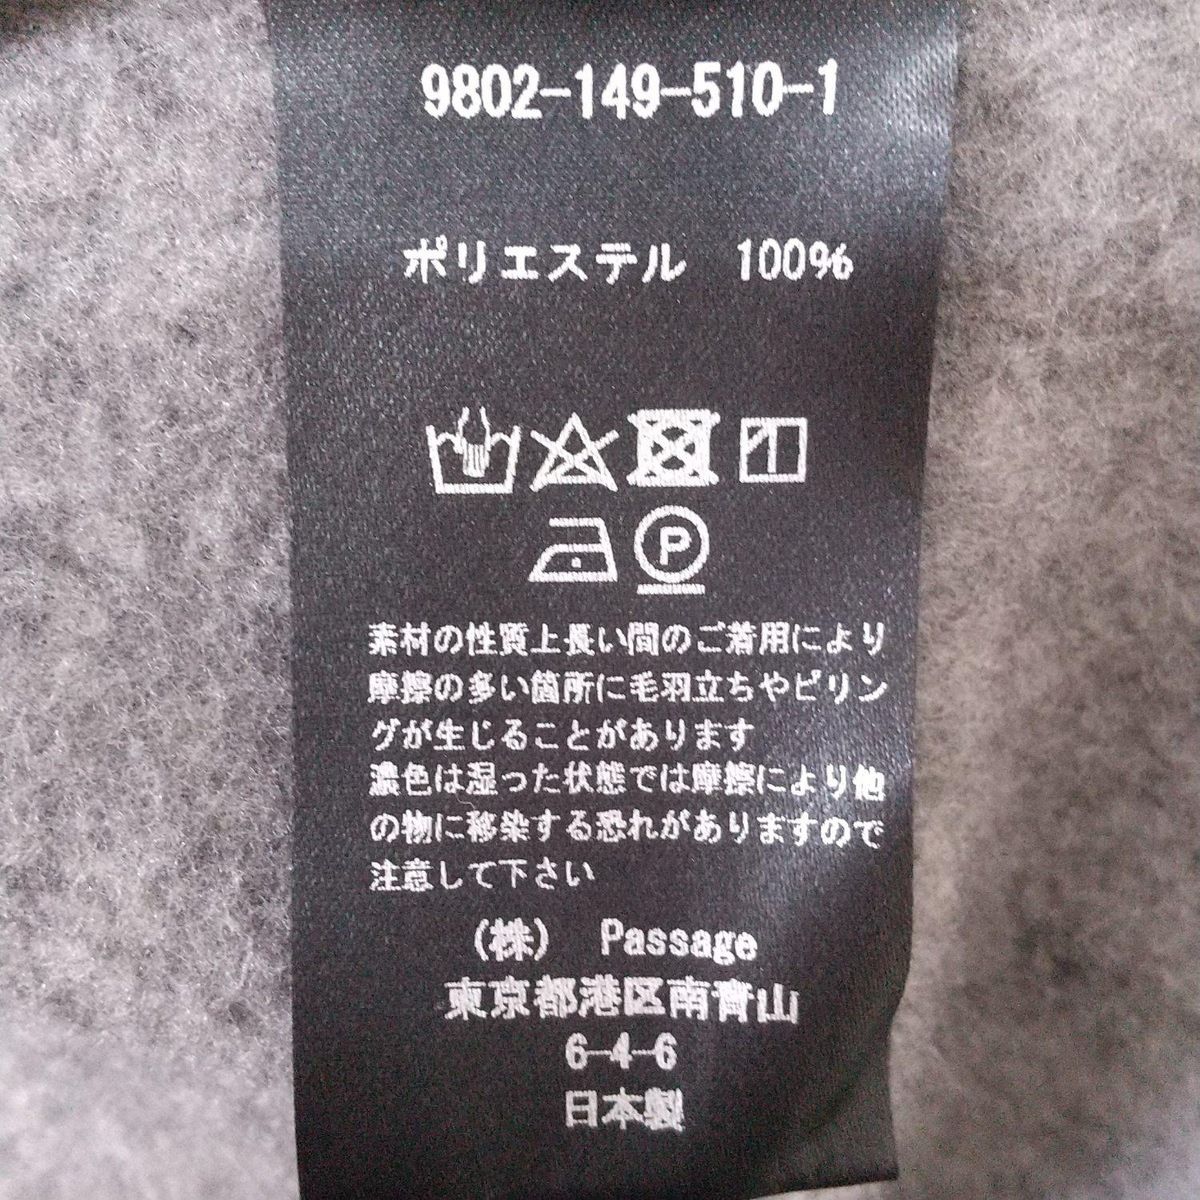 9802-149-510-1
ポリエステル 100%
P
素材の性質上長い間のご着用により
摩擦の多い箇所に毛羽立ちやピリン
グが生じることがあります
濃色は湿った状態では摩擦により他
の物に移染する恐れがありますので
注意して下さい
(株) Passage
東京都港区南青山
6-4-6
日本製